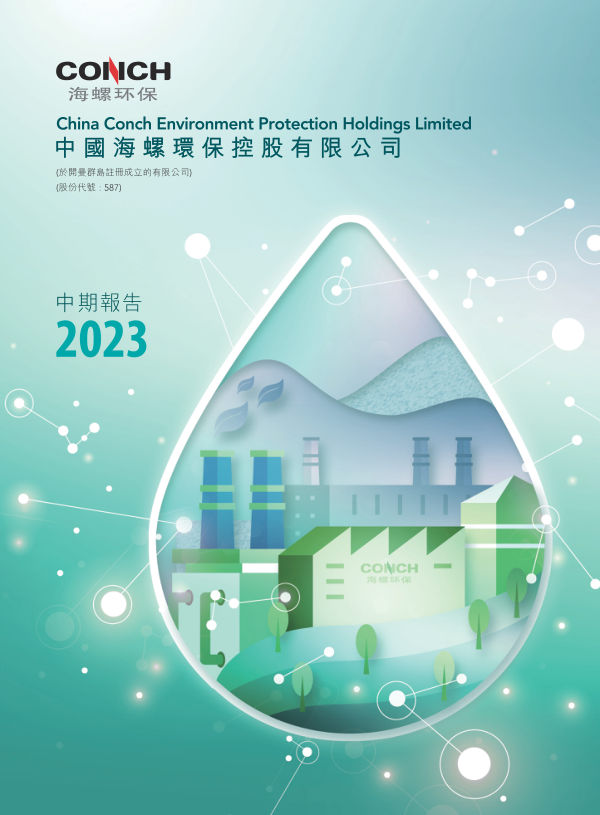 CONCH
海螺环保
China Conch Environment Protection Holdings Limited
中國海螺環保控股有限公司
(於開曼群島註冊成立的有限公司)
(股份代號：587)
中期報告
2023
CONCH
海螺环保